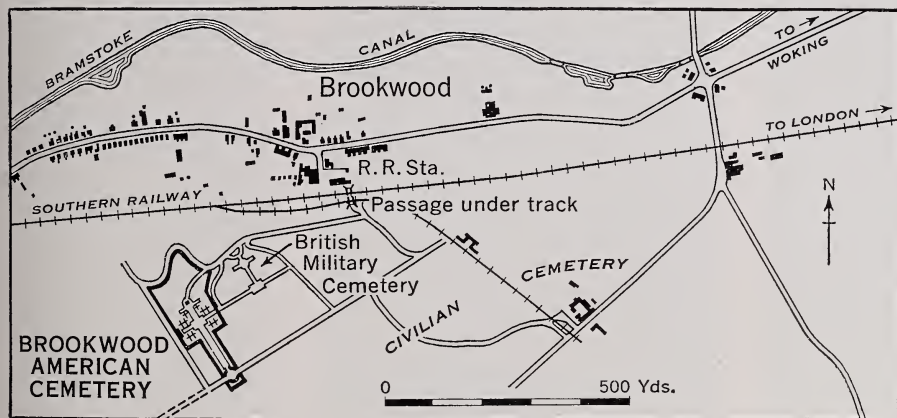 BRAMSTOKE
CANAL
TO
WOKING
Brookwood
TO LONDON
R.R. Sta.
SOUTHERN RAILWAY
Passage under track
N
British
Military
Cemetery
CEMETERY
CIVILIAN
BROOKWOOD
AMERICAN
CEMETERY
0
500 Yds.